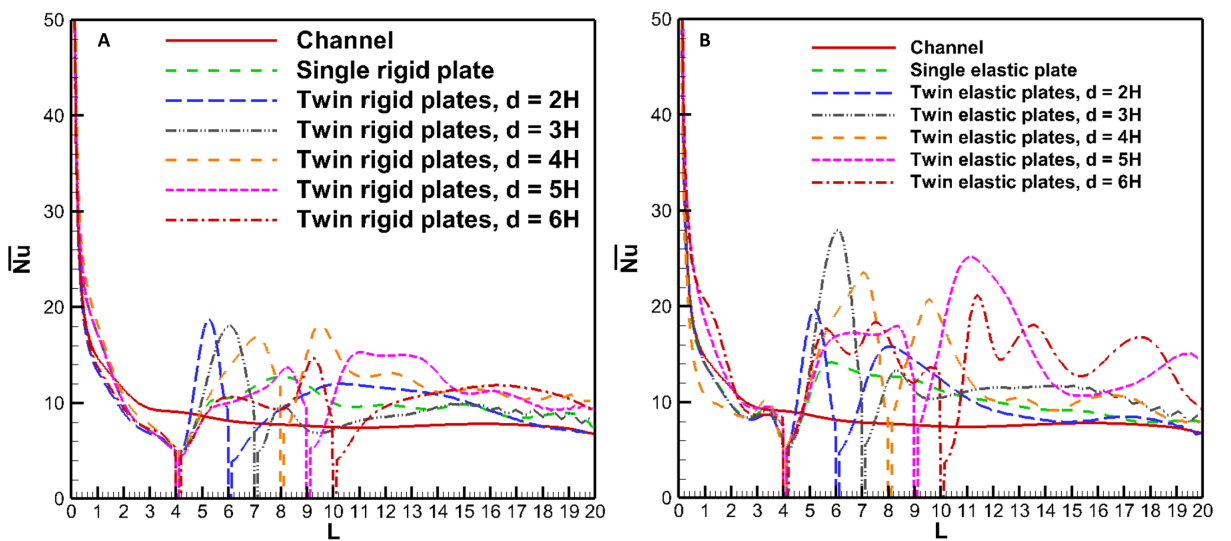 A
Channel
Single rigid plate
Twin rigid plates, d = 2H
Twin rigid plates, d = 3H
Twin rigid plates, d = 4H
Twin rigid plates, d = 5H
Twin rigid plates, d = 6H
50
40
30
20
10
0
Nu
0 1 2 3 4 5 6 7 8 9 10 11 12 13 14 15 16 17 18 19 20
L
B
Channel
Single elastic plate
Twin elastic plates, d = 2H
Twin elastic plates, d = 3H
Twin elastic plates, d = 4H
Twin elastic plates, d = 5H
Twin elastic plates, d = 6H
50
40
30
20
10
0
Nu
0 1 2 3 4 5 6 7 8 9 10 11 12 13 14 15 16 17 18 19 20
L